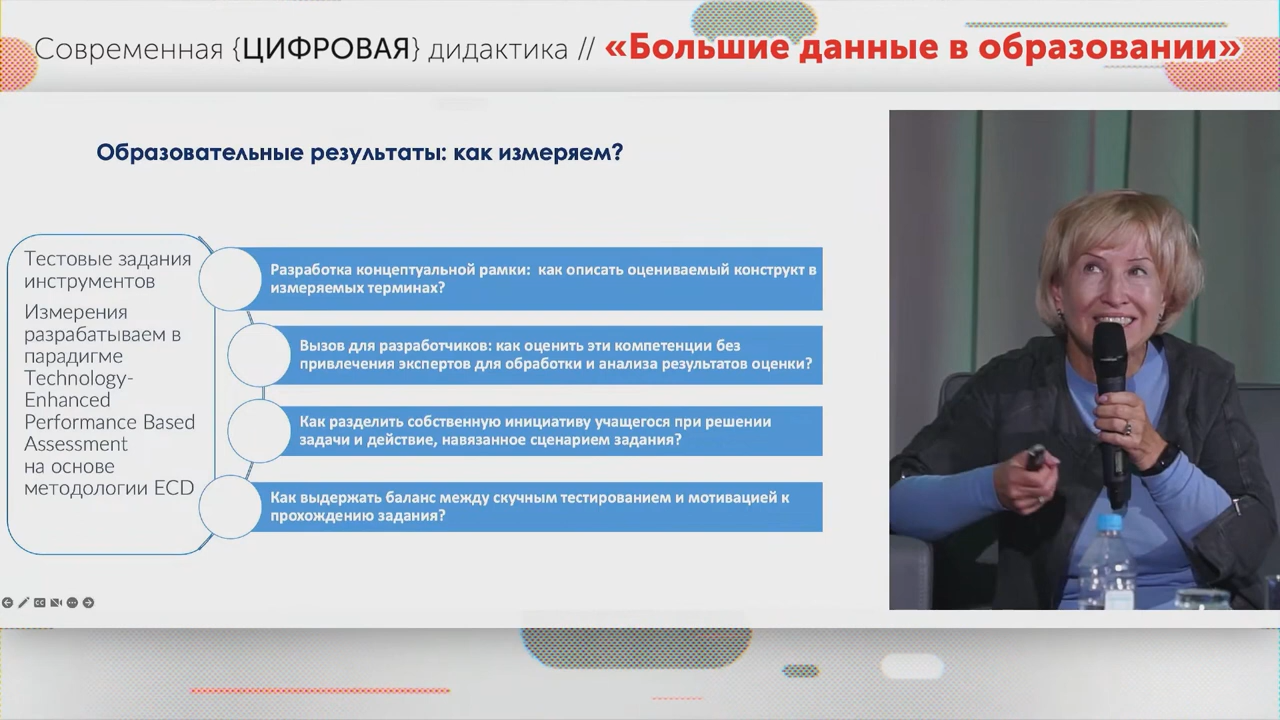 Современная {ЦИФРОВАЯ} дидактика // «Большие данные в образовании»
Образовательные результаты: как измеряем?
Тестовые задания
инструментов
Измерения
разрабатываем в
парадигме
Technology-
Enhanced
Performance Based
Assessment
на основе
методологии ECD
Разработка концептуальной рамки:  как описать оцениваемый конструкт в
измеряемых терминах?
Вызов для разработчиков: как оценить эти компетенции без
привлечения экспертов для обработки и анализа результатов оценки?
Как разделить собственную инициативу учащегося при решении
задачи и действие, навязанное сценарием задания?
Как выдержать баланс между скучным тестированием и мотивацией к
прохождению задания?